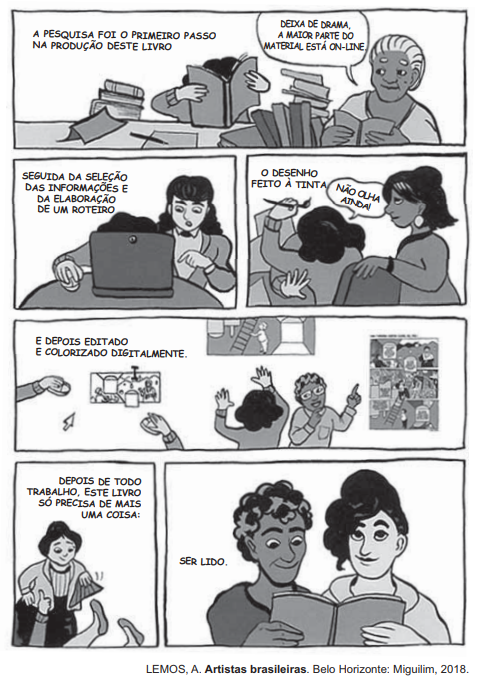 A PESQUISA FOI O PRIMEIRO PASSO
NA PRODUÇÃO DESTE LIVRO
DEIXA DE DRAMA,
A MAIOR PARTE DO
MATERIAL ESTÁ ON-LINE.
SEGUIDA DA SELEÇÃO
DAS INFORMAÇÕES E
DA ELABORAÇÃO
DE UM ROTEIRO
O DESENHO
FEITO À TINTA
NÃO OLHA
AINDA!
E DEPOIS EDITADO
E COLORIZADO DIGITALMENTE.
DEPOIS DE TODO
TRABALHO, ESTE LIVRO
SÓ PRECISA DE MAIS
UMA COISA:
SER LIDO.
LEMOS, A. Artistas brasileiras. Belo Horizonte: Miguilim, 2018.